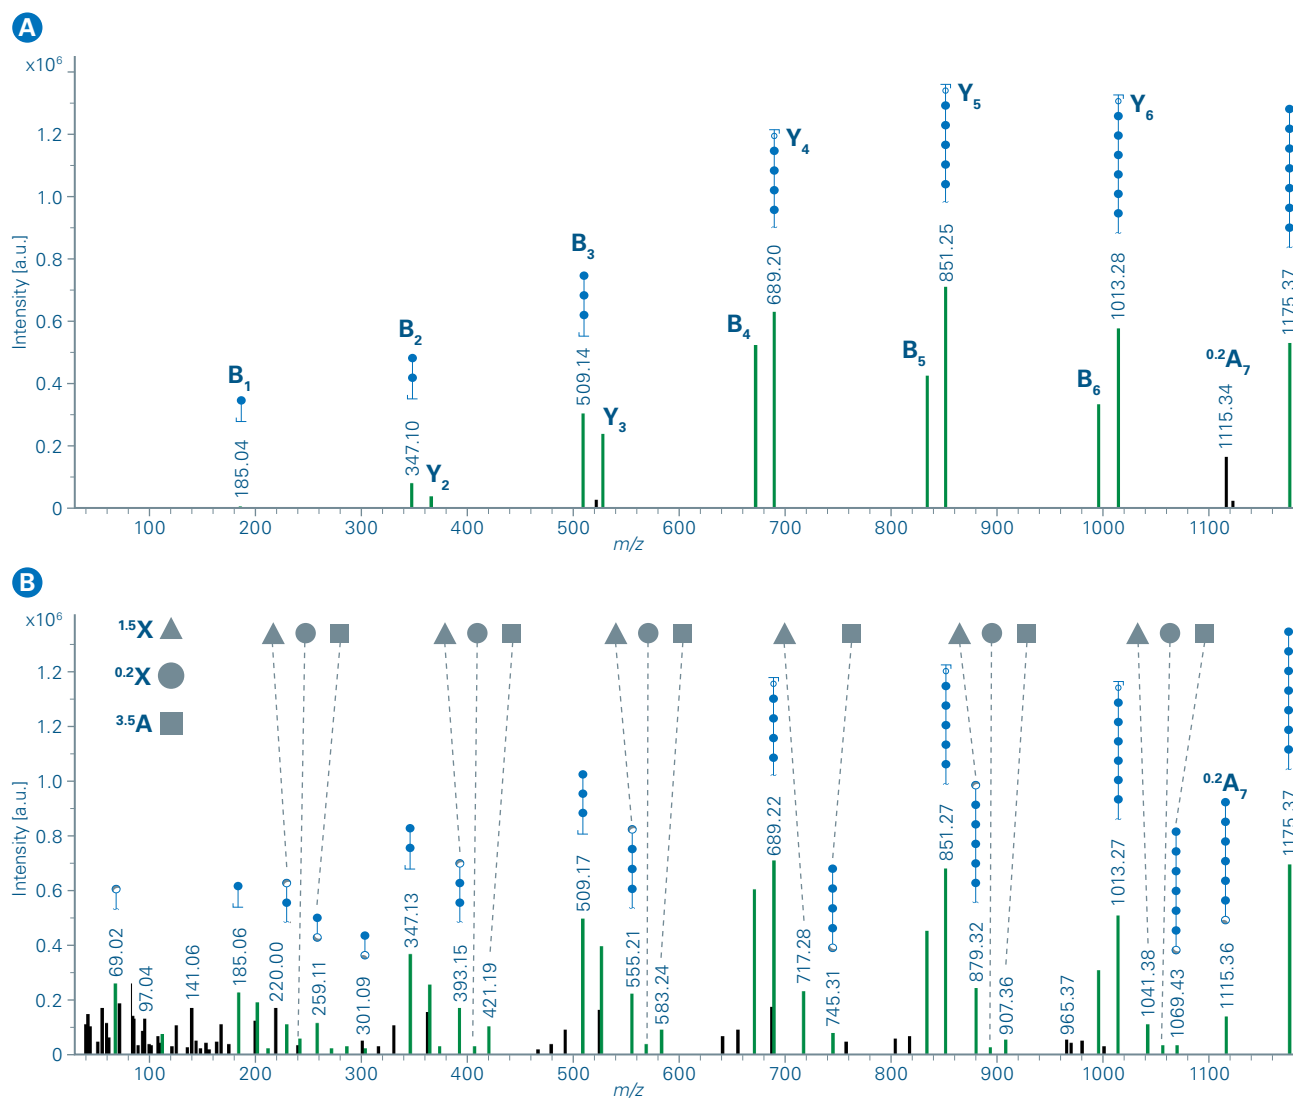 A
x10⁶
Intensity [a.u.]
1.2
1.0
0.8
0.6
0.4
0.2
0
B₁
185.04
B₂
347.10
Y₂
B₃
509.14
Y₃
B₄
689.20
Y₄
B₅
851.25
Y₅
B₆
1013.28
Y₆
⁰·²A₇
1115.34
1175.37
100 200 300 400 500 600 700 800 900 1000 1100
m/z
B
x10⁶
Intensity [a.u.]
1.2
1.2
1.0
0.8
0.6
0.4
0.2
0
¹·⁵X
⁰·²X
³·⁵A
69.02
97.04
141.06
185.06
220.00
259.11
301.09
347.13
393.15
421.19
509.17
555.21
583.24
689.22
717.28
745.31
851.27
879.32
907.36
965.37
1013.27
1041.38
1069.43
⁰·²A₇
1115.36
1175.37
100 200 300 400 500 600 700 800 900 1000 1100
m/z